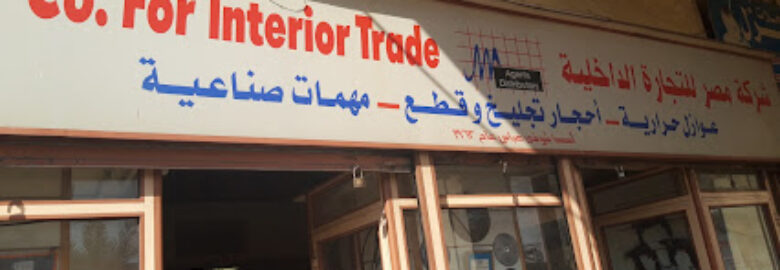 Co. For Interior Trade
Agents
Distributors
شركة مصر للتجارة الداخلية
عوازل حرارية - أحجار تجليخ وقطع - مهمات صناعية